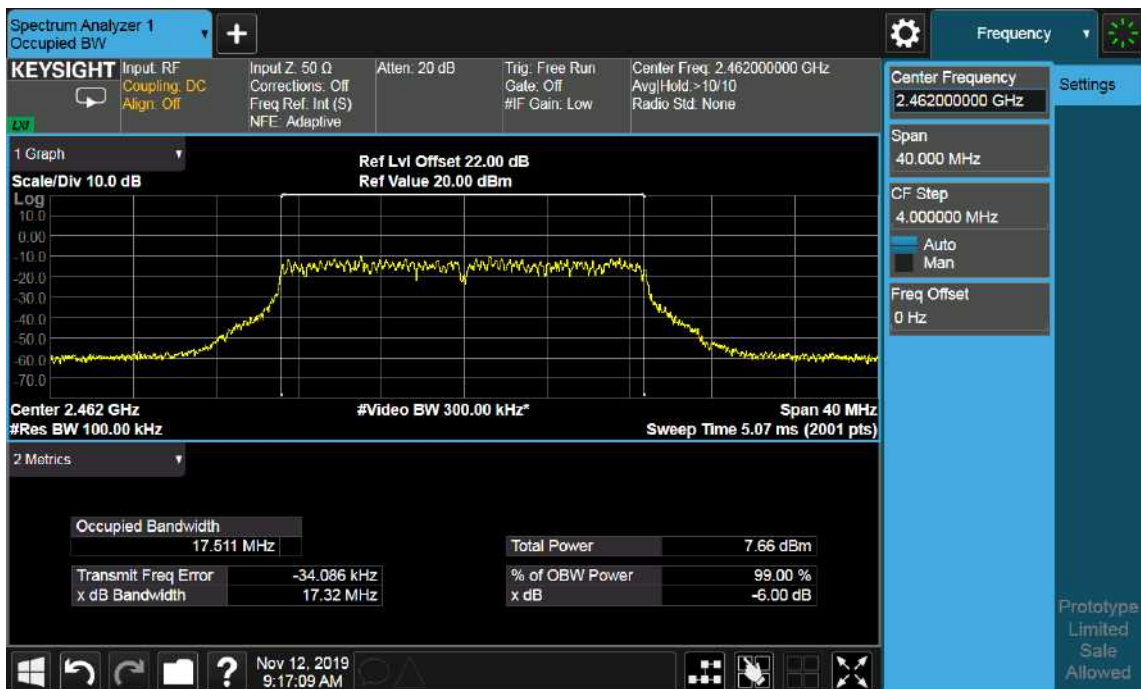 Spectrum Analyzer 1
Occupied BW
+
Frequency
KEYSIGHT
Input: RF
Coupling: DC
Align: Off
Input Z: 50 Ω
Corrections: Off
Freq Ref: Int (S)
NFE: Adaptive
Atten: 20 dB
Trig: Free Run
Gate: Off
#IF Gain: Low
Center Freq: 2.462000000 GHz
Avg|Hold:>10/10
Radio Std: None
LXI
Center Frequency
2.462000000 GHz
Settings
Span
40.000 MHz
CF Step
4.000000 MHz
Auto
Man
Freq Offset
0 Hz
1 Graph
Ref Lvl Offset 22.00 dB
Scale/Div 10.0 dB
Ref Value 20.00 dBm
Log
10.0
0.00
-10.0
-20.0
-30.0
-40.0
-50.0
-60.0
-70.0
Center 2.462 GHz
#Video BW 300.00 kHz*
Span 40 MHz
#Res BW 100.00 kHz
Sweep Time 5.07 ms (2001 pts)
2 Metrics
Occupied Bandwidth
17.511 MHz
Total Power 7.66 dBm
Transmit Freq Error -34.086 kHz
% of OBW Power 99.00 %
x dB Bandwidth 17.32 MHz
x dB -6.00 dB
Prototype
Limited
Sale
Allowed
?
Nov 12, 2019
9:17:09 AM